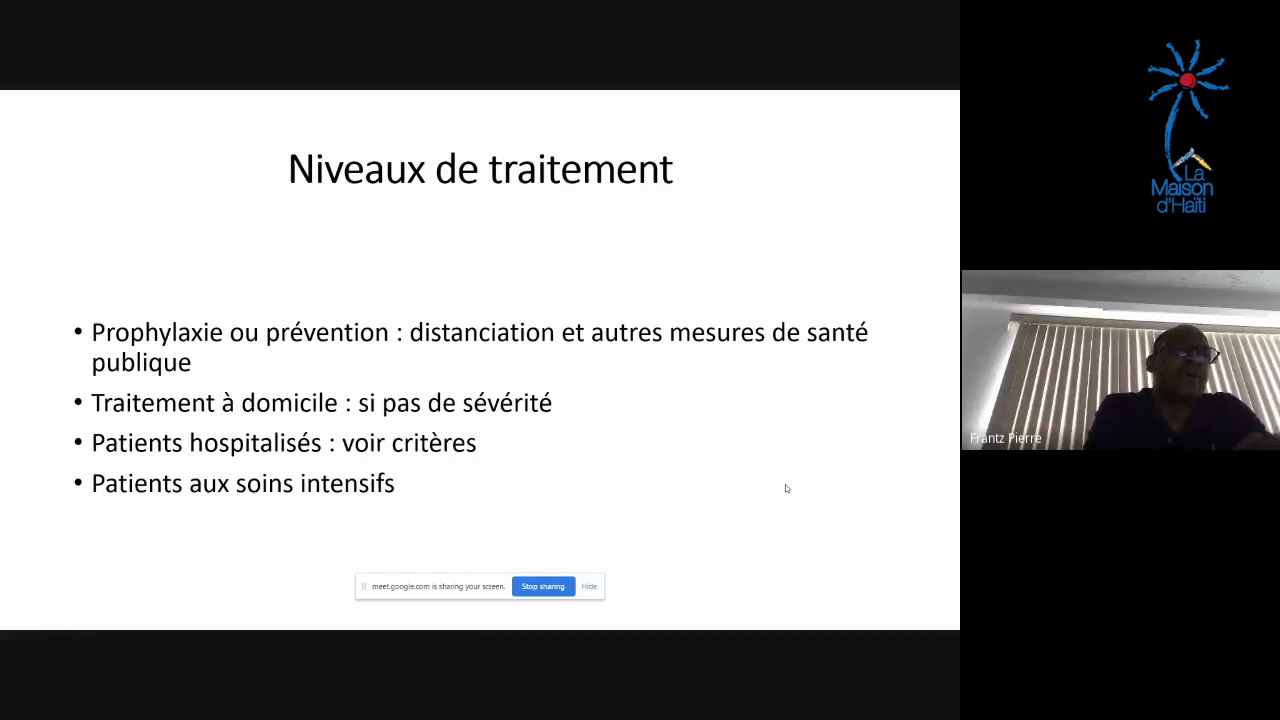 Niveaux de traitement
• Prophylaxie ou prévention : distanciation et autres mesures de santé
publique
• Traitement à domicile : si pas de sévérité
• Patients hospitalisés : voir critères
• Patients aux soins intensifs
meet.google.com is sharing your screen. Stop sharing Hide
La
Maison
d'Haïti
Frantz Pierre